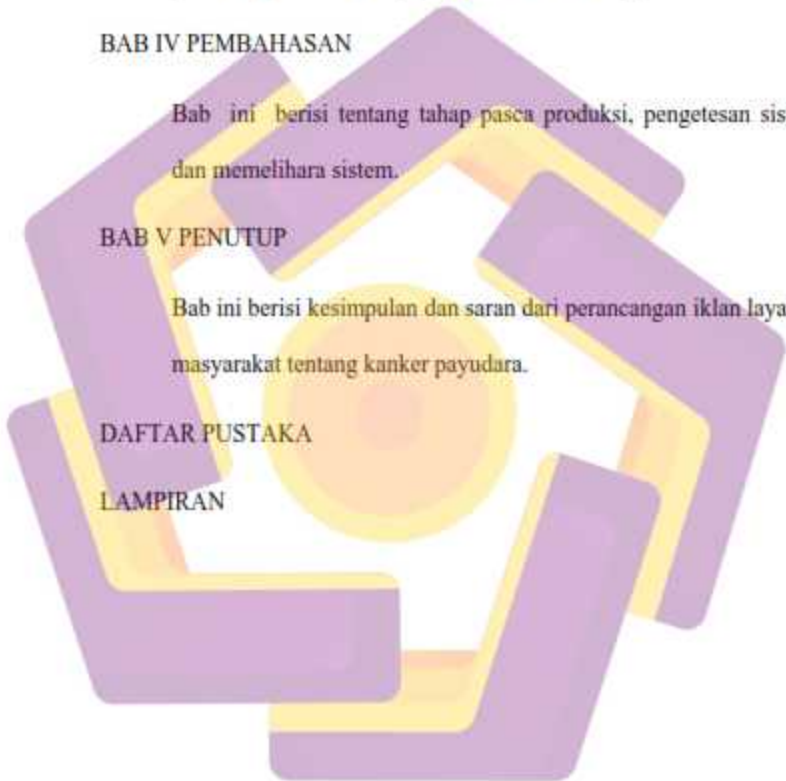 BAB IV PEMBAHASAN
Bab ini berisi tentang tahap pasca produksi, pengetesan sis
dan memelihara sistem.
BAB V PENUTUP
Bab ini berisi kesimpulan dan saran dari perancangan iklan laya
masyarakat tentang kanker payudara.
DAFTAR PUSTAKA
LAMPIRAN